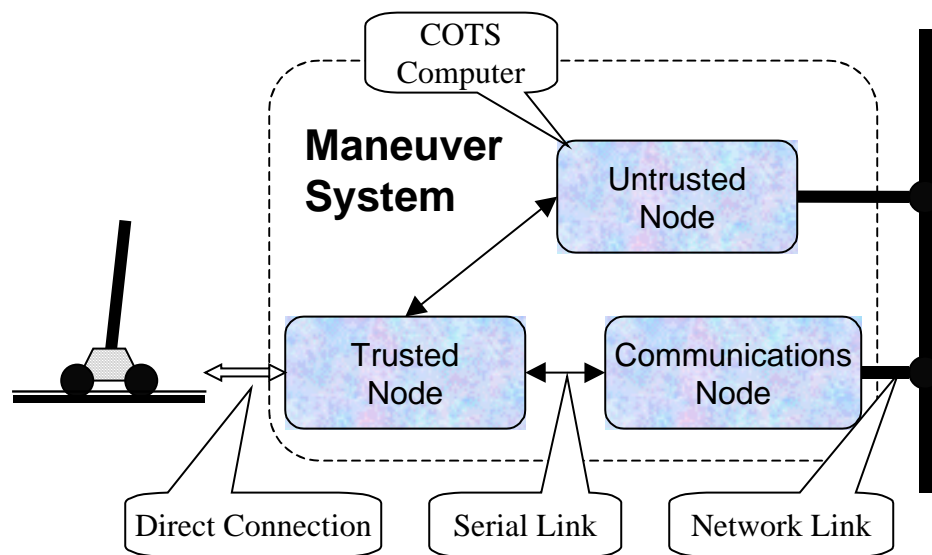 COTS
Computer
Maneuver
System
Untrusted
Node
Trusted
Node
Communications
Node
Direct Connection
Serial Link
Network Link